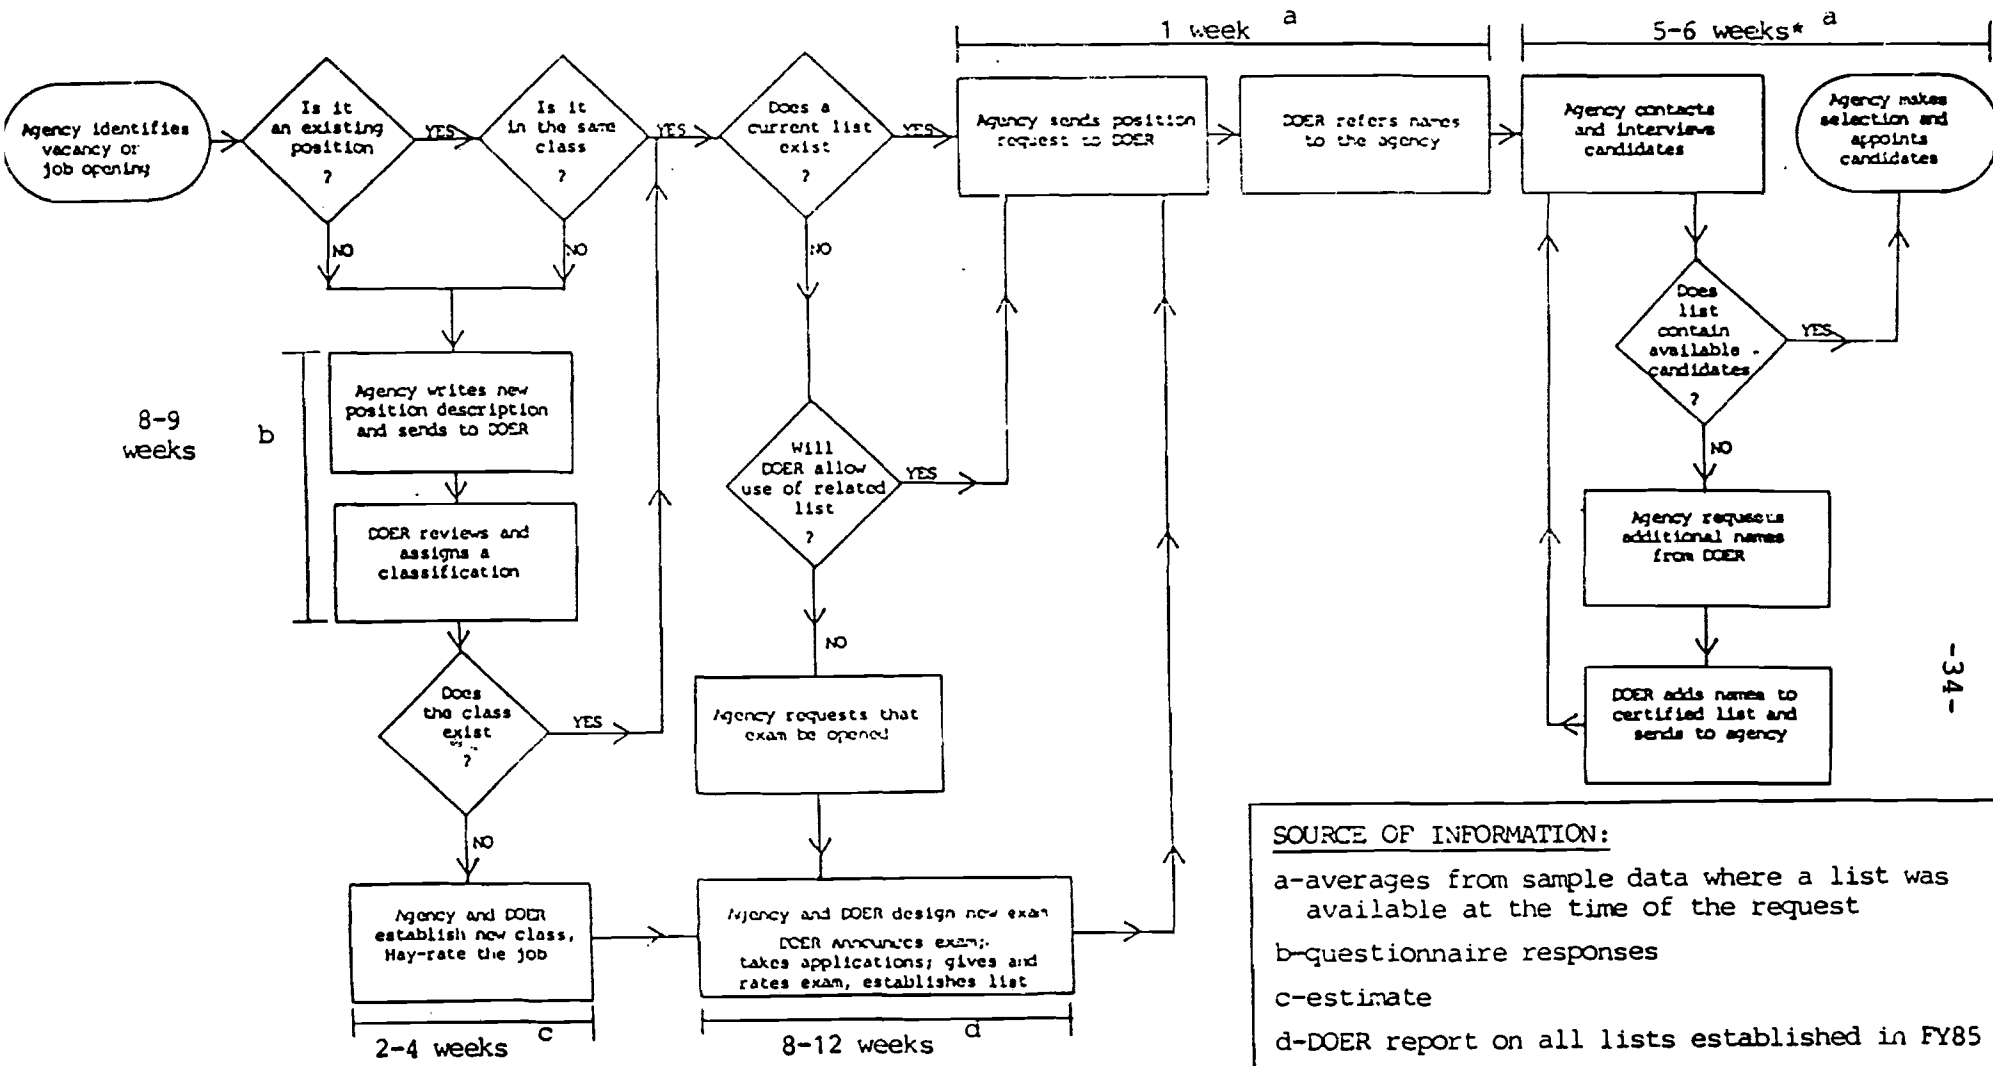 1 week a
5-6 weeks* a
Agency identifies
vacancy or
job opening
Is it
an existing
position
?
YES
NO
Is it
in the same
class
?
YES
NO
Does a
current list
exist
?
YES
NO
Agency sends position
request to DOER
DOER refers names
to the agency
Agency contacts
and interviews
candidates
Agency makes
selection and
appoints
candidates
Does
list
contain
available
candidates
?
YES
NO
Agency requests
additional names
from DOER
DOER adds names to
certified list and
sends to agency
8-9
weeks
b
Agency writes new
position description
and sends to DOER
DOER reviews and
assigns a
classification
Does
the class
exist
?
YES
NO
Agency and DOER
establish new class,
Hay-rate the job
2-4 weeks c
Will
DOER allow
use of related
list
?
YES
NO
Agency requests that
exam be opened
Agency and DOER design new exam
DOER announces exam;
takes applications; gives and
rates exam, establishes list
8-12 weeks d
-34-
SOURCE OF INFORMATION:
a-averages from sample data where a list was
available at the time of the request
b-questionnaire responses
c-estimate
d-DOER report on all lists established in FY85